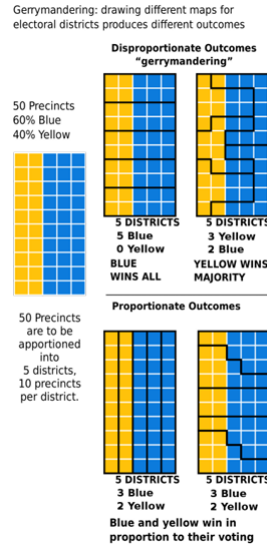 Gerrymandering: drawing different maps for
electoral districts produces different outcomes
Disproportionate Outcomes
“gerrymandering”
50 Precincts
60% Blue
40% Yellow
5 DISTRICTS
5 Blue
0 Yellow
BLUE
WINS ALL
5 DISTRICTS
3 Yellow
2 Blue
YELLOW WINS
MAJORITY
Proportionate Outcomes
50 Precincts
are to be
apportioned
into
5 districts,
10 precincts
per district.
5 DISTRICTS
3 Blue
2 Yellow
5 DISTRICTS
3 Blue
2 Yellow
Blue and yellow win in
proportion to their voting